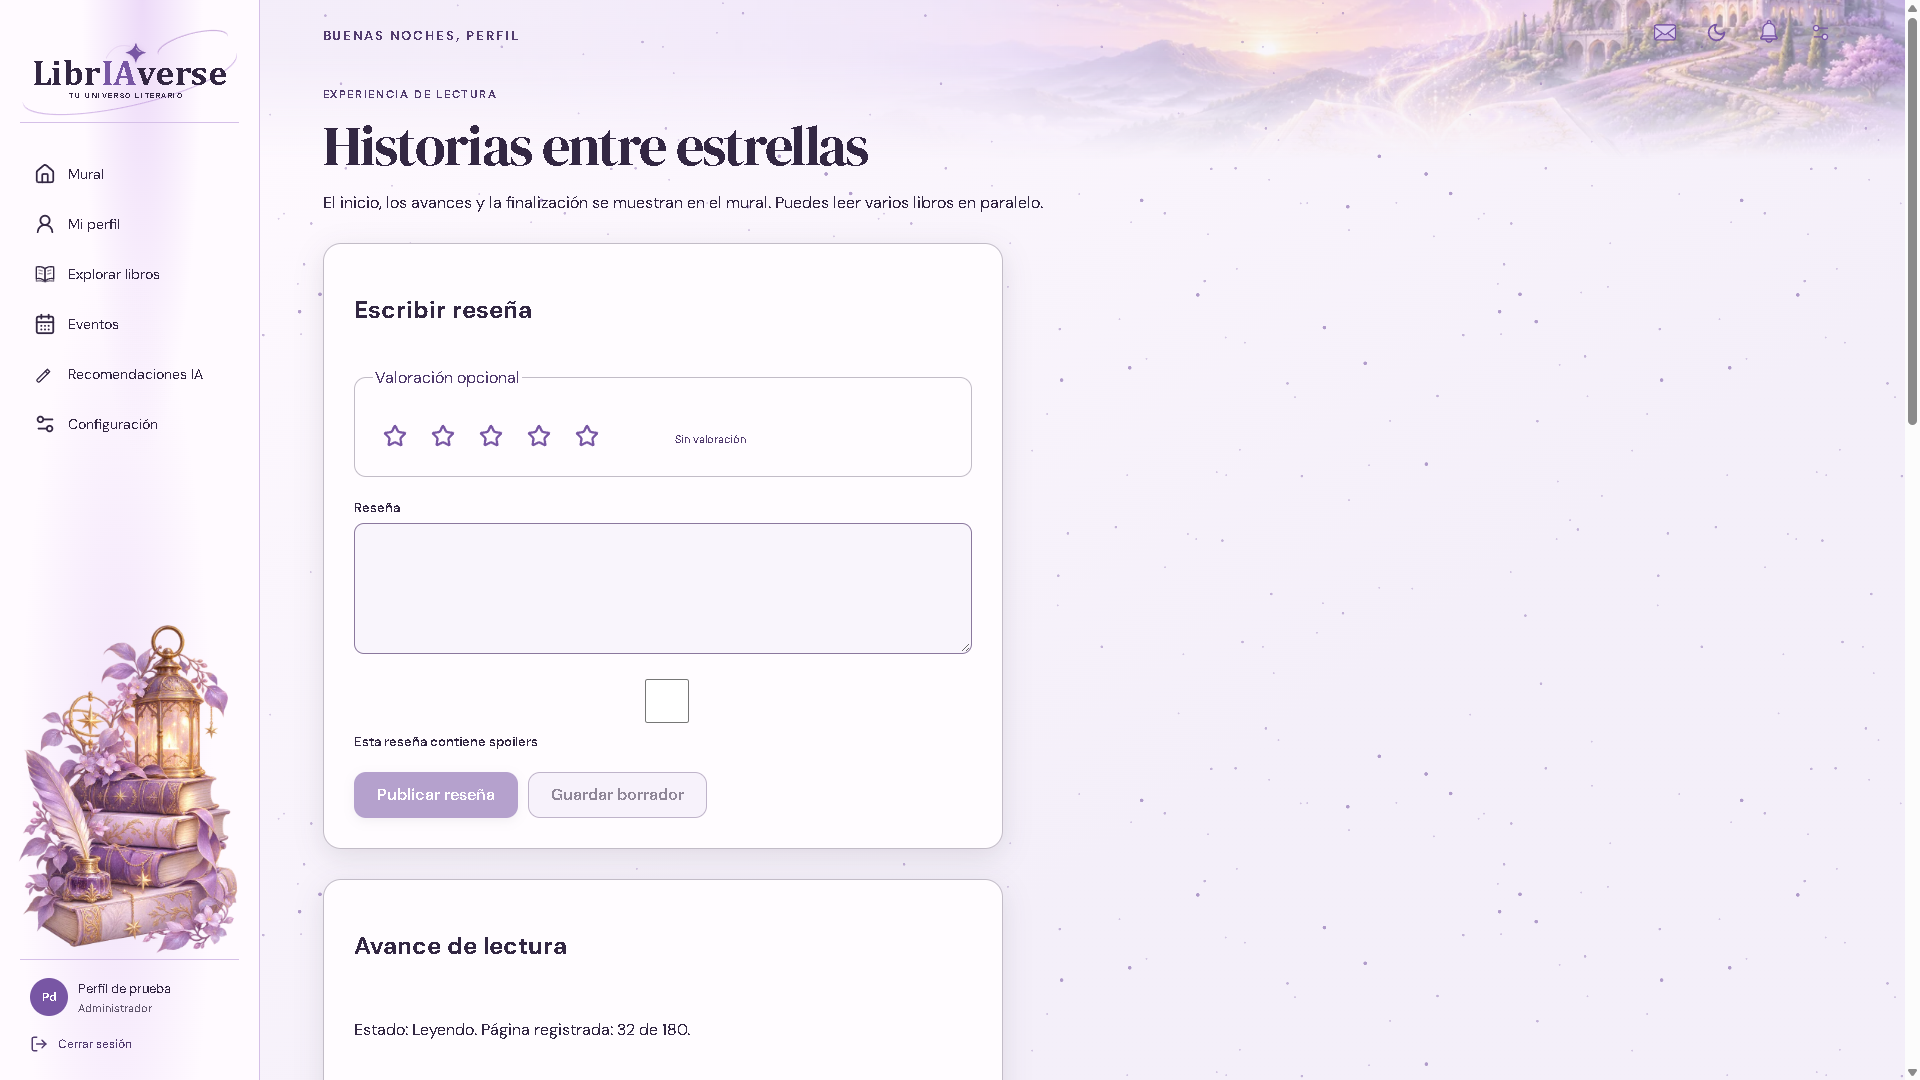 LibrIAverse
TU UNIVERSO LITERARIO
Mural
Mi perfil
Explorar libros
Eventos
Recomendaciones IA
Configuración
Pd
Perfil de prueba
Administrador
Cerrar sesión
BUENAS NOCHES, PERFIL
EXPERIENCIA DE LECTURA
Historias entre estrellas
El inicio, los avances y la finalización se muestran en el mural. Puedes leer varios libros en paralelo.
Escribir reseña
Valoración opcional
Sin valoración
Reseña
Esta reseña contiene spoilers
Publicar reseña
Guardar borrador
Avance de lectura
Estado: Leyendo. Página registrada: 32 de 180.